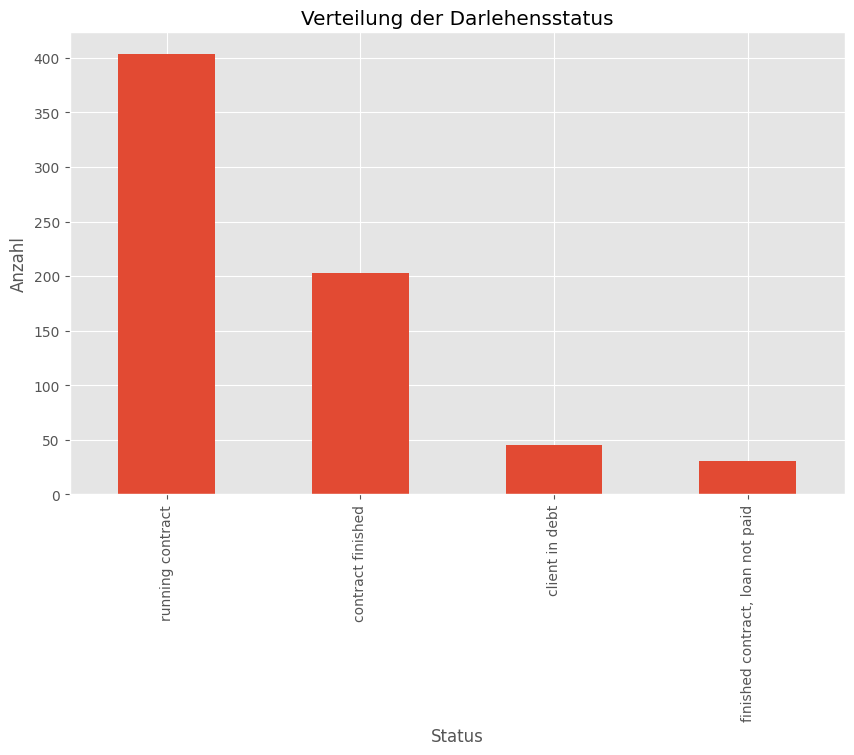 Verteilung der Darlehensstatus
Anzahl
400
350
300
250
200
150
100
50
0
running contract
contract finished
client in debt
finished contract, loan not paid
Status